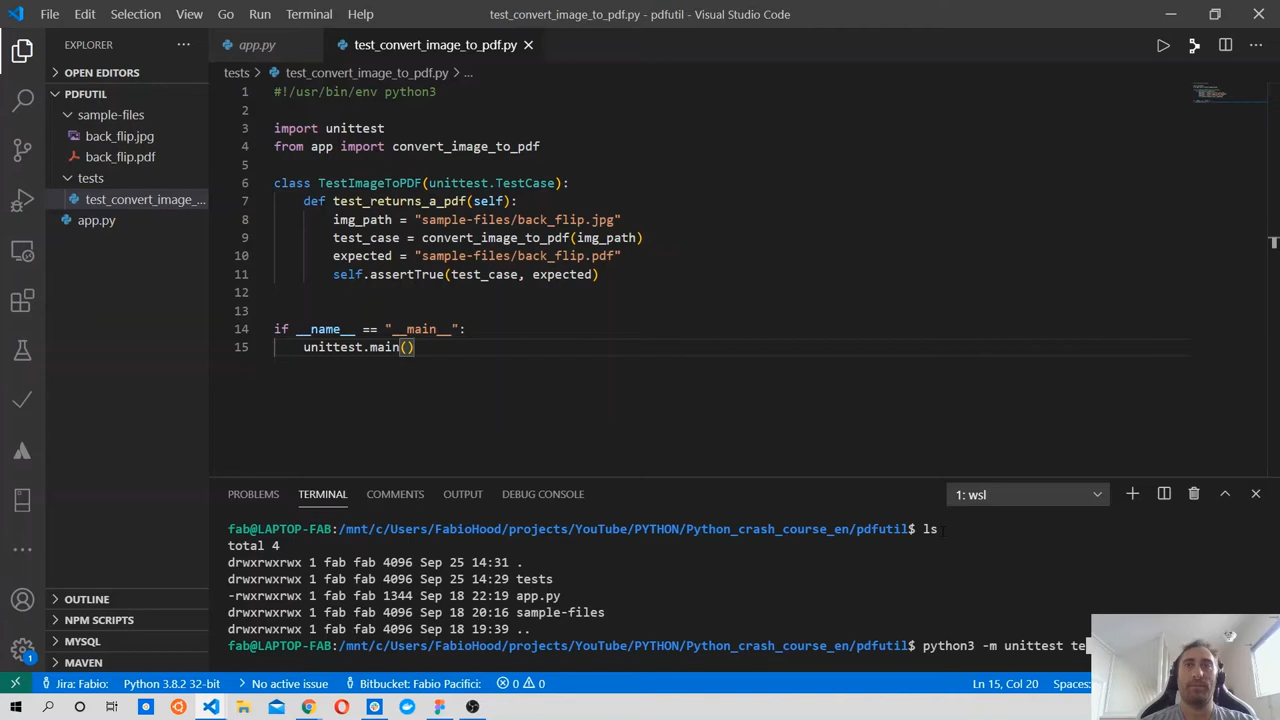 File Edit Selection View Go Run Terminal Help test_convert_image_to_pdf.py - pdfutil - Visual Studio Code
EXPLORER
OPEN EDITORS
PDFUTIL
sample-files
back_flip.jpg
back_flip.pdf
tests
test_convert_image_...
app.py
OUTLINE
NPM SCRIPTS
MYSQL
MAVEN
app.py test_convert_image_to_pdf.py
tests > test_convert_image_to_pdf.py > ...
1 #!/usr/bin/env python3
2
3 import unittest
4 from app import convert_image_to_pdf
5
6 class TestImageToPDF(unittest.TestCase):
7 def test_returns_a_pdf(self):
8 img_path = "sample-files/back_flip.jpg"
9 test_case = convert_image_to_pdf(img_path)
10 expected = "sample-files/back_flip.pdf"
11 self.assertTrue(test_case, expected)
12
13
14 if __name__ == "__main__":
15 unittest.main()
PROBLEMS TERMINAL COMMENTS OUTPUT DEBUG CONSOLE 1: wsl
fab@LAPTOP-FAB:/mnt/c/Users/FabioHood/projects/YouTube/PYTHON/Python_crash_course_en/pdfutil$ ls
total 4
drwxrwxrwx 1 fab fab 4096 Sep 25 14:31 .
drwxrwxrwx 1 fab fab 4096 Sep 25 14:29 tests
-rwxrwxrwx 1 fab fab 1344 Sep 18 22:19 app.py
drwxrwxrwx 1 fab fab 4096 Sep 18 20:16 sample-files
drwxrwxrwx 1 fab fab 4096 Sep 18 19:39 ..
fab@LAPTOP-FAB:/mnt/c/Users/FabioHood/projects/YouTube/PYTHON/Python_crash_course_en/pdfutil$ python3 -m unittest te
1 Jira: Fabio: Python 3.8.2 32-bit No active issue Bitbucket: Fabio Pacifici: 0 0 Ln 15, Col 20 Spaces: